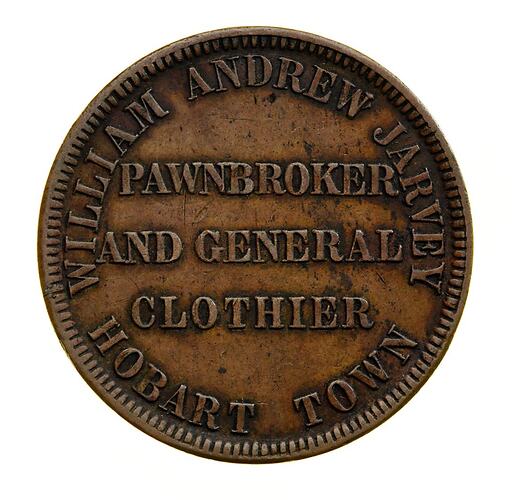 WILLIAM ANDREW JARVEY
PAWNBROKER
AND GENERAL
CLOTHIER
HOBART TOWN